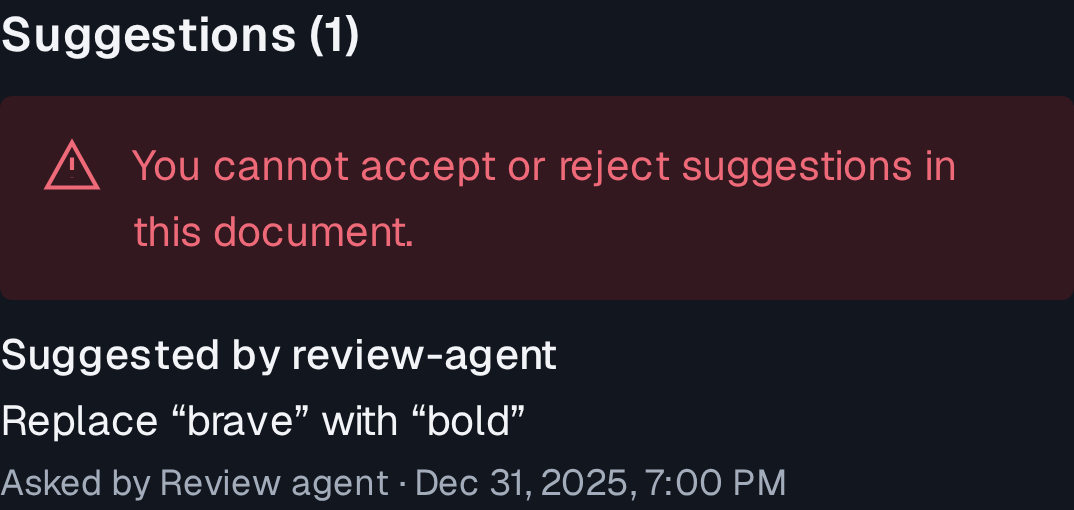 Suggestions (1)
You cannot accept or reject suggestions in
this document.
Suggested by review-agent
Replace “brave” with “bold”
Asked by Review agent · Dec 31, 2025, 7:00 PM